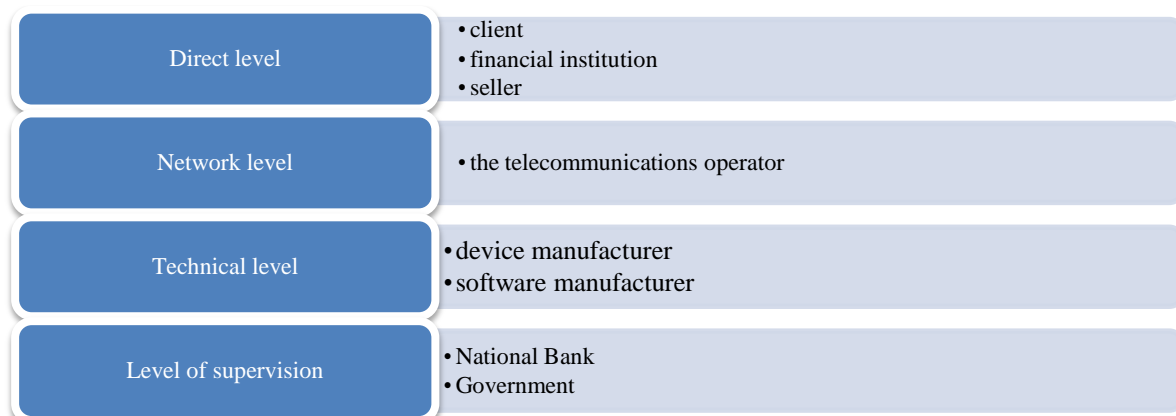 Direct level
• client
• financial institution
• seller
Network level
• the telecommunications operator
Technical level
• device manufacturer
• software manufacturer
Level of supervision
• National Bank
• Government